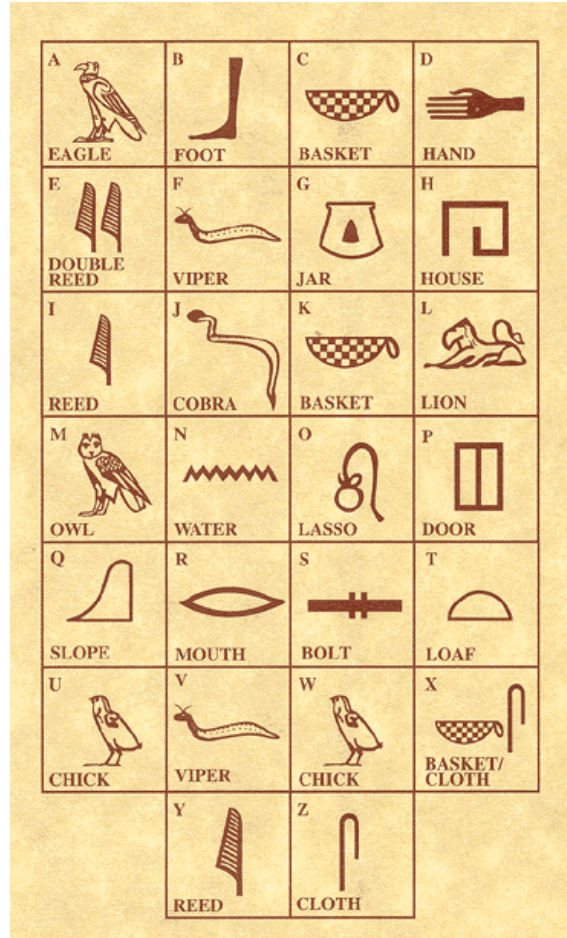 A B C D
EAGLE FOOT BASKET HAND
E F G H
DOUBLE REED VIPER JAR HOUSE
I J K L
REED COBRA BASKET LION
M N O P
OWL WATER LASSO DOOR
Q R S T
SLOPE MOUTH BOLT LOAF
U V W X
CHICK VIPER CHICK BASKET/ CLOTH
Y Z
REED CLOTH